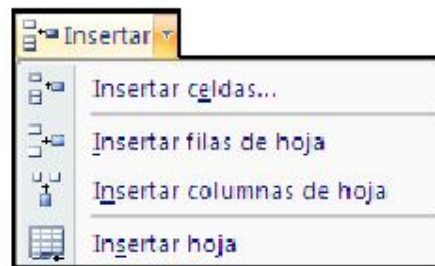 Insertar
Insertar celdas...
Insertar filas de hoja
Insertar columnas de hoja
Insertar hoja